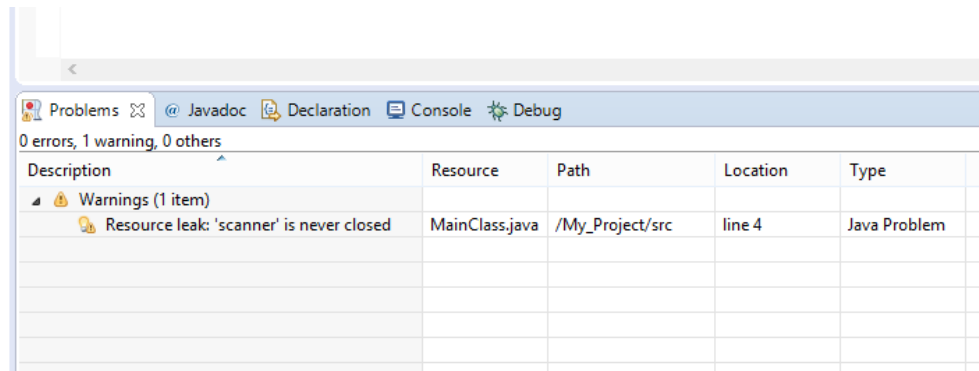 Problems @ Javadoc Declaration Console Debug
0 errors, 1 warning, 0 others
Description Resource Path Location Type
Warnings (1 item)
Resource leak: 'scanner' is never closed MainClass.java /My_Project/src line 4 Java Problem